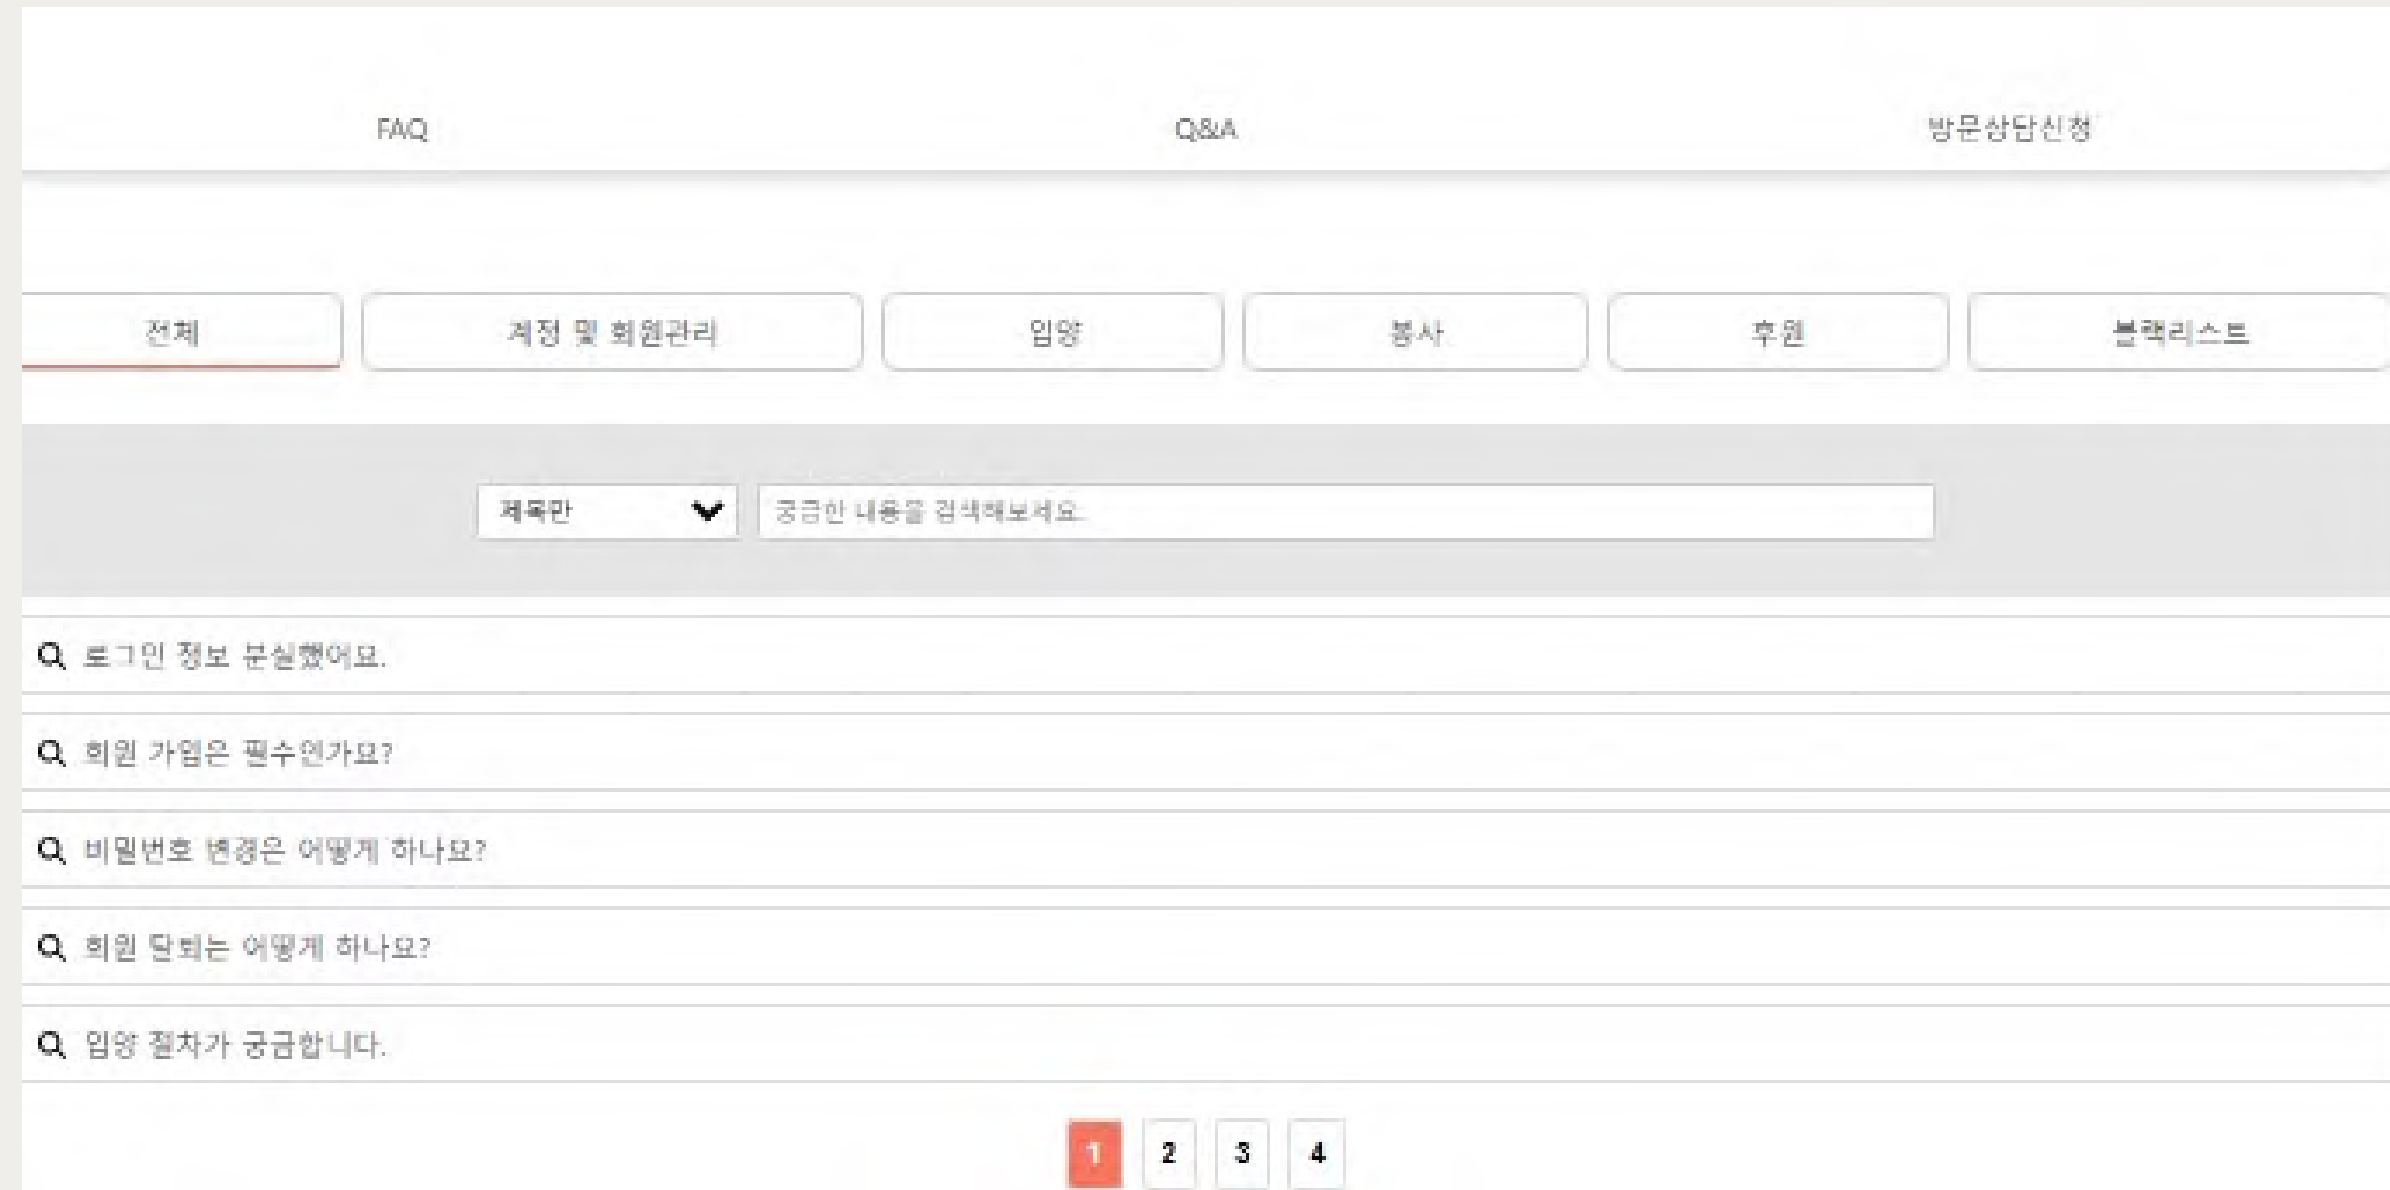 FAQ Q&A 방문상담신청
전체 계정 및 회원관리 입양 봉사 후원 블랙리스트
제목만 궁금한 내용을 검색해보세요.
로그인 정보 분실했어요.
회원 가입은 필수인가요?
비밀번호 변경은 어떻게 하나요?
회원 탈퇴는 어떻게 하나요?
입양 절차가 궁금합니다.
1 2 3 4